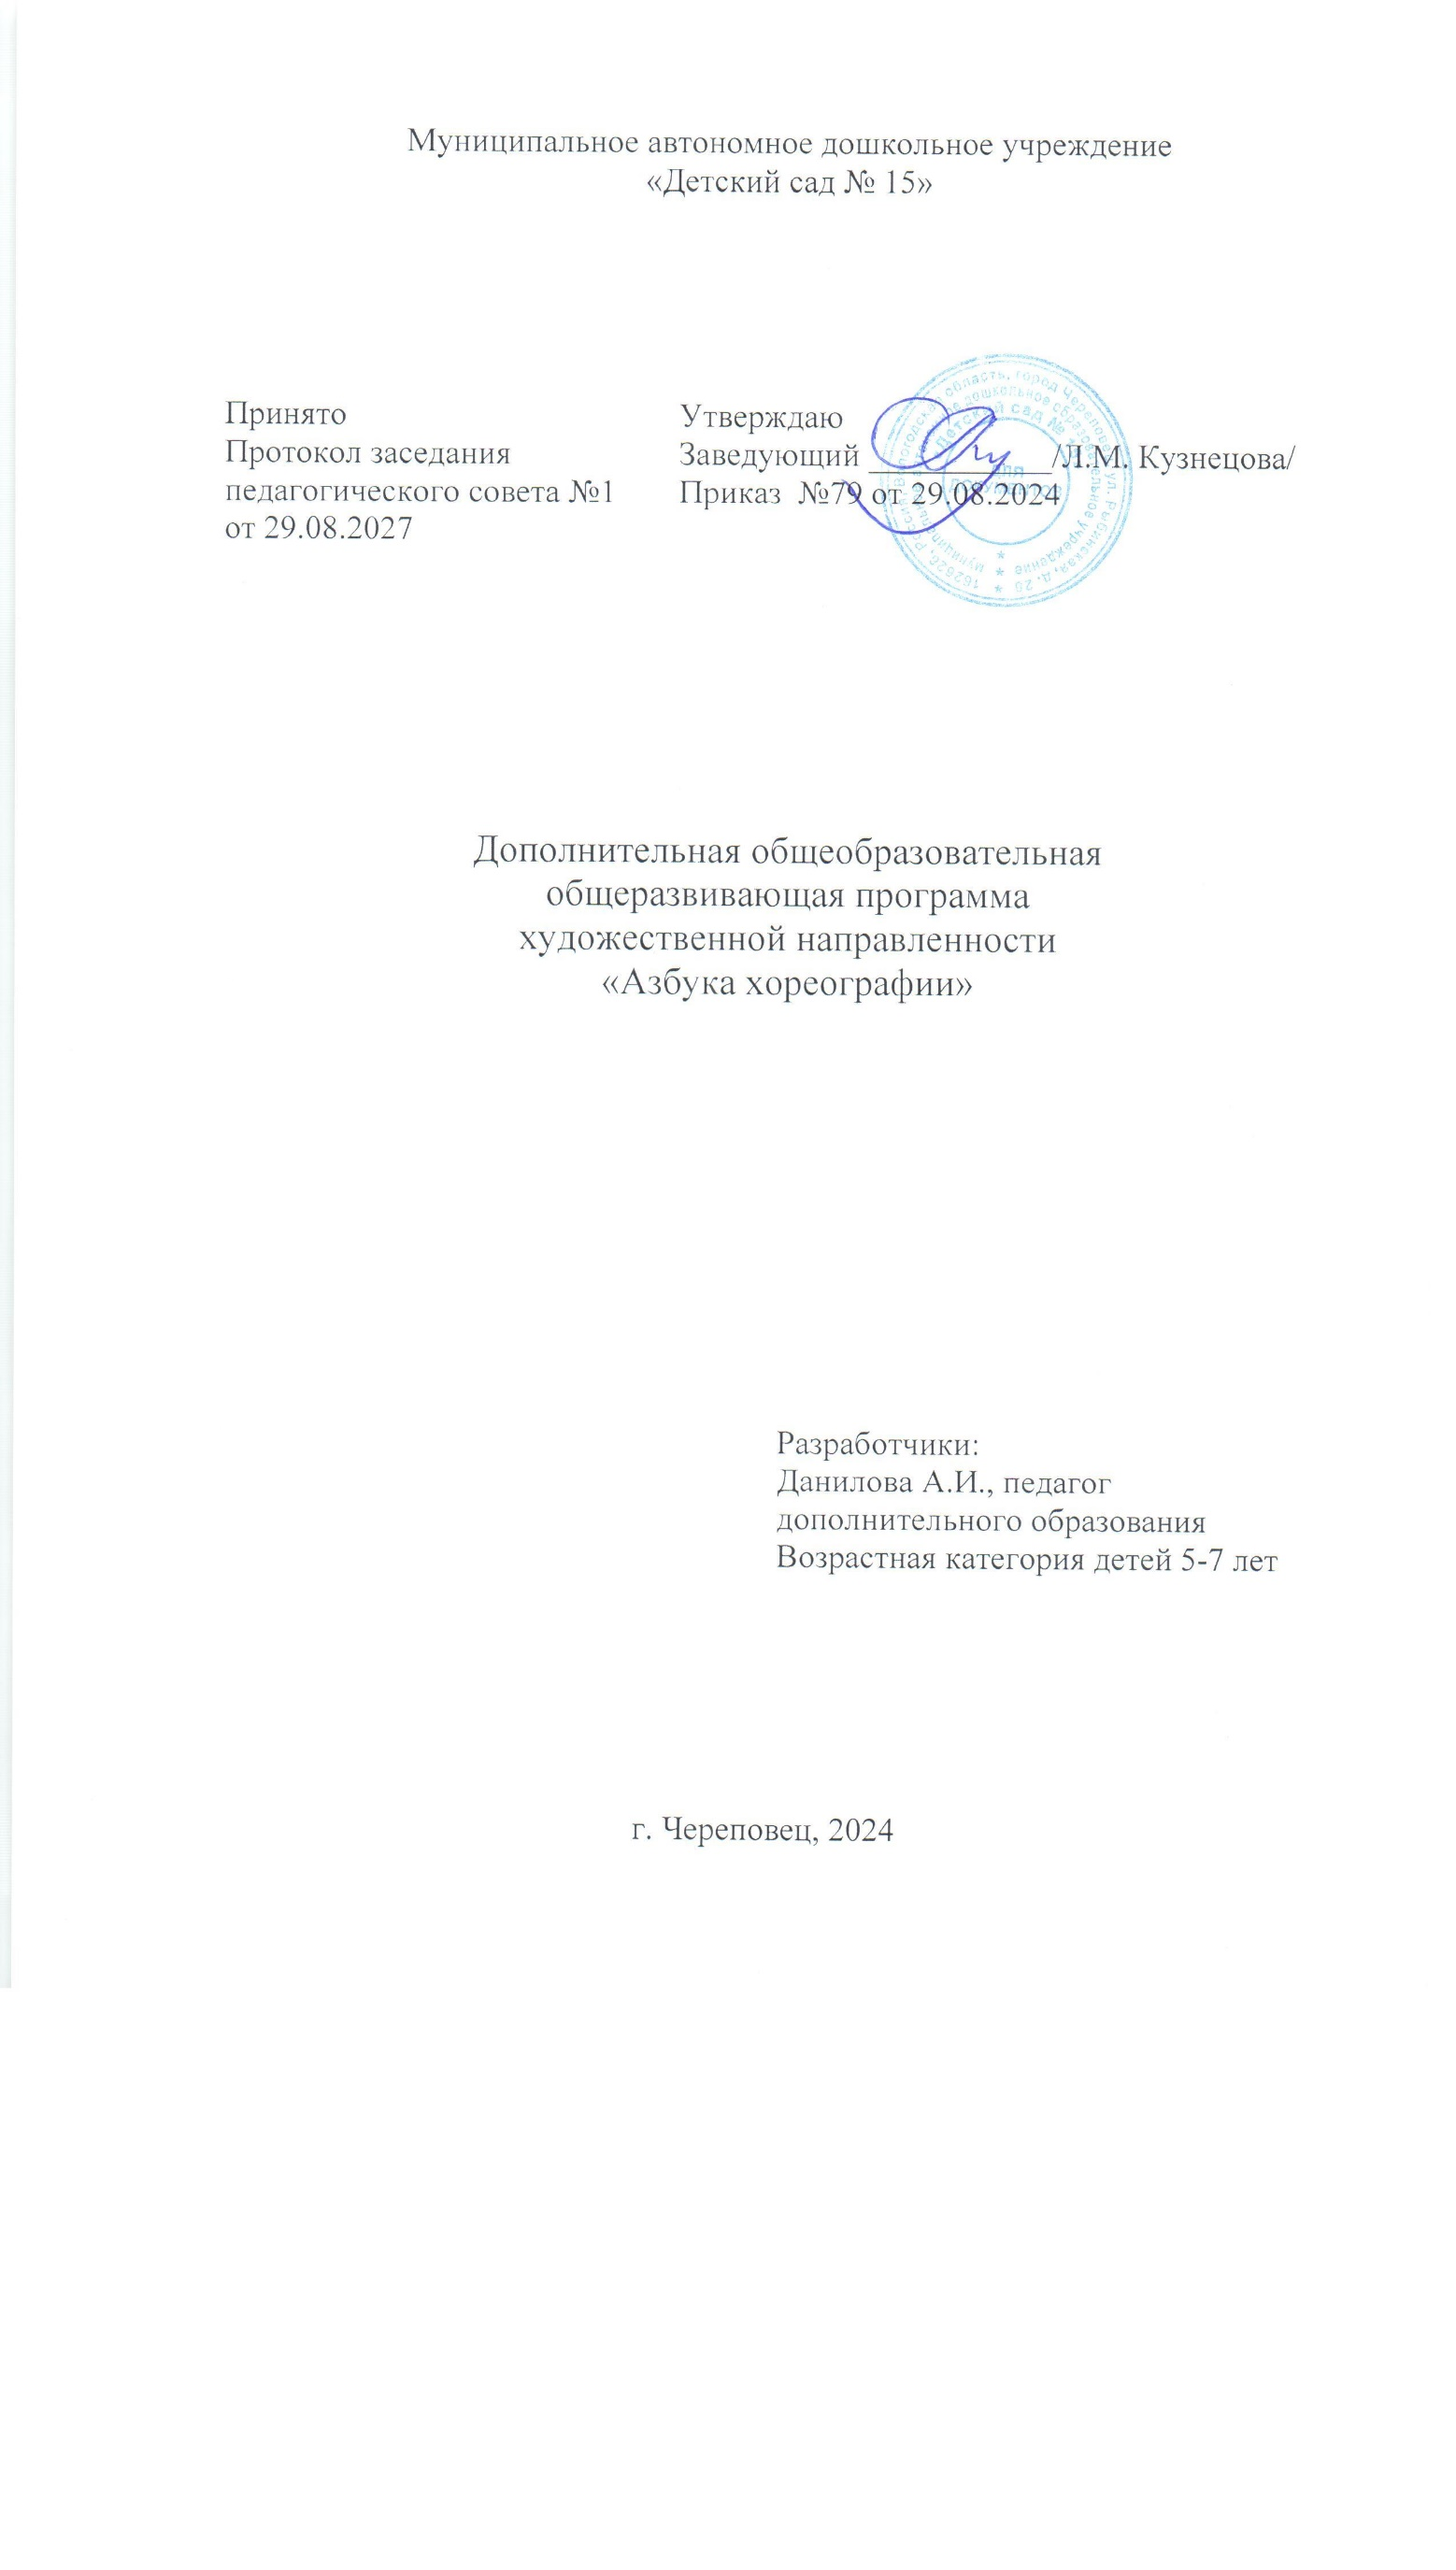 Муниципальное автономное дошкольное учреждение
«Детский сад № 15»
Принято
Протокол заседания
педагогического совета №1
от 29.08.2027
Утверждаю
Заведующий ___________/Л.М. Кузнецова/
Приказ №79 от 29.08.2024
Дополнительная общеобразовательная
общеразвивающая программа
художественной направленности
«Азбука хореографии»
Разработчики:
Данилова А.И., педагог
дополнительного образования
Возрастная категория детей 5-7 лет
г. Череповец, 2024